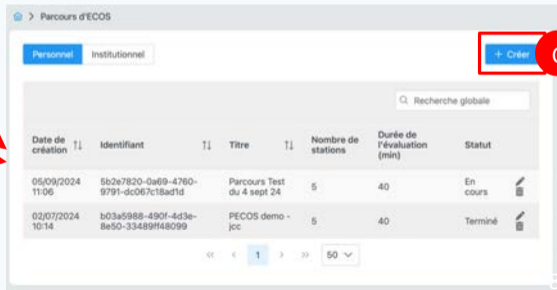 > Parcours d'ECOS
Personnel Institutionnel
+ Créer
Recherche globale
Date de création Identifiant Titre Nombre de stations Durée de l'évaluation (min) Statut
05/09/2024 11:06 5b2e7820-0a69-4760-9791-dc067c18ad1d Parcours Test du 4 sept 24 5 40 En cours
02/07/2024 10:14 b03a5988-490f-4d3e-8e50-33489ff48099 PECOS demo - jcc 5 40 Terminé
<< < 1 > >> 50